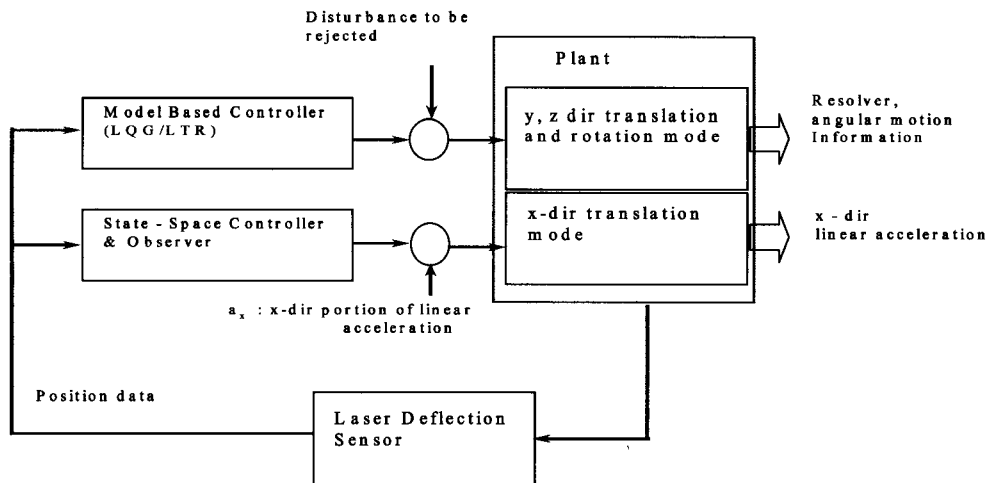 Disturbance to be
rejected
Plant
Model Based Controller
(LQG/LTR)
y, z dir translation
and rotation mode
Resolver,
angular motion
Information
State - Space Controller
& Observer
x-dir translation
mode
x - dir
linear acceleration
aₓ : x-dir portion of linear
acceleration
Position data
Laser Deflection
Sensor